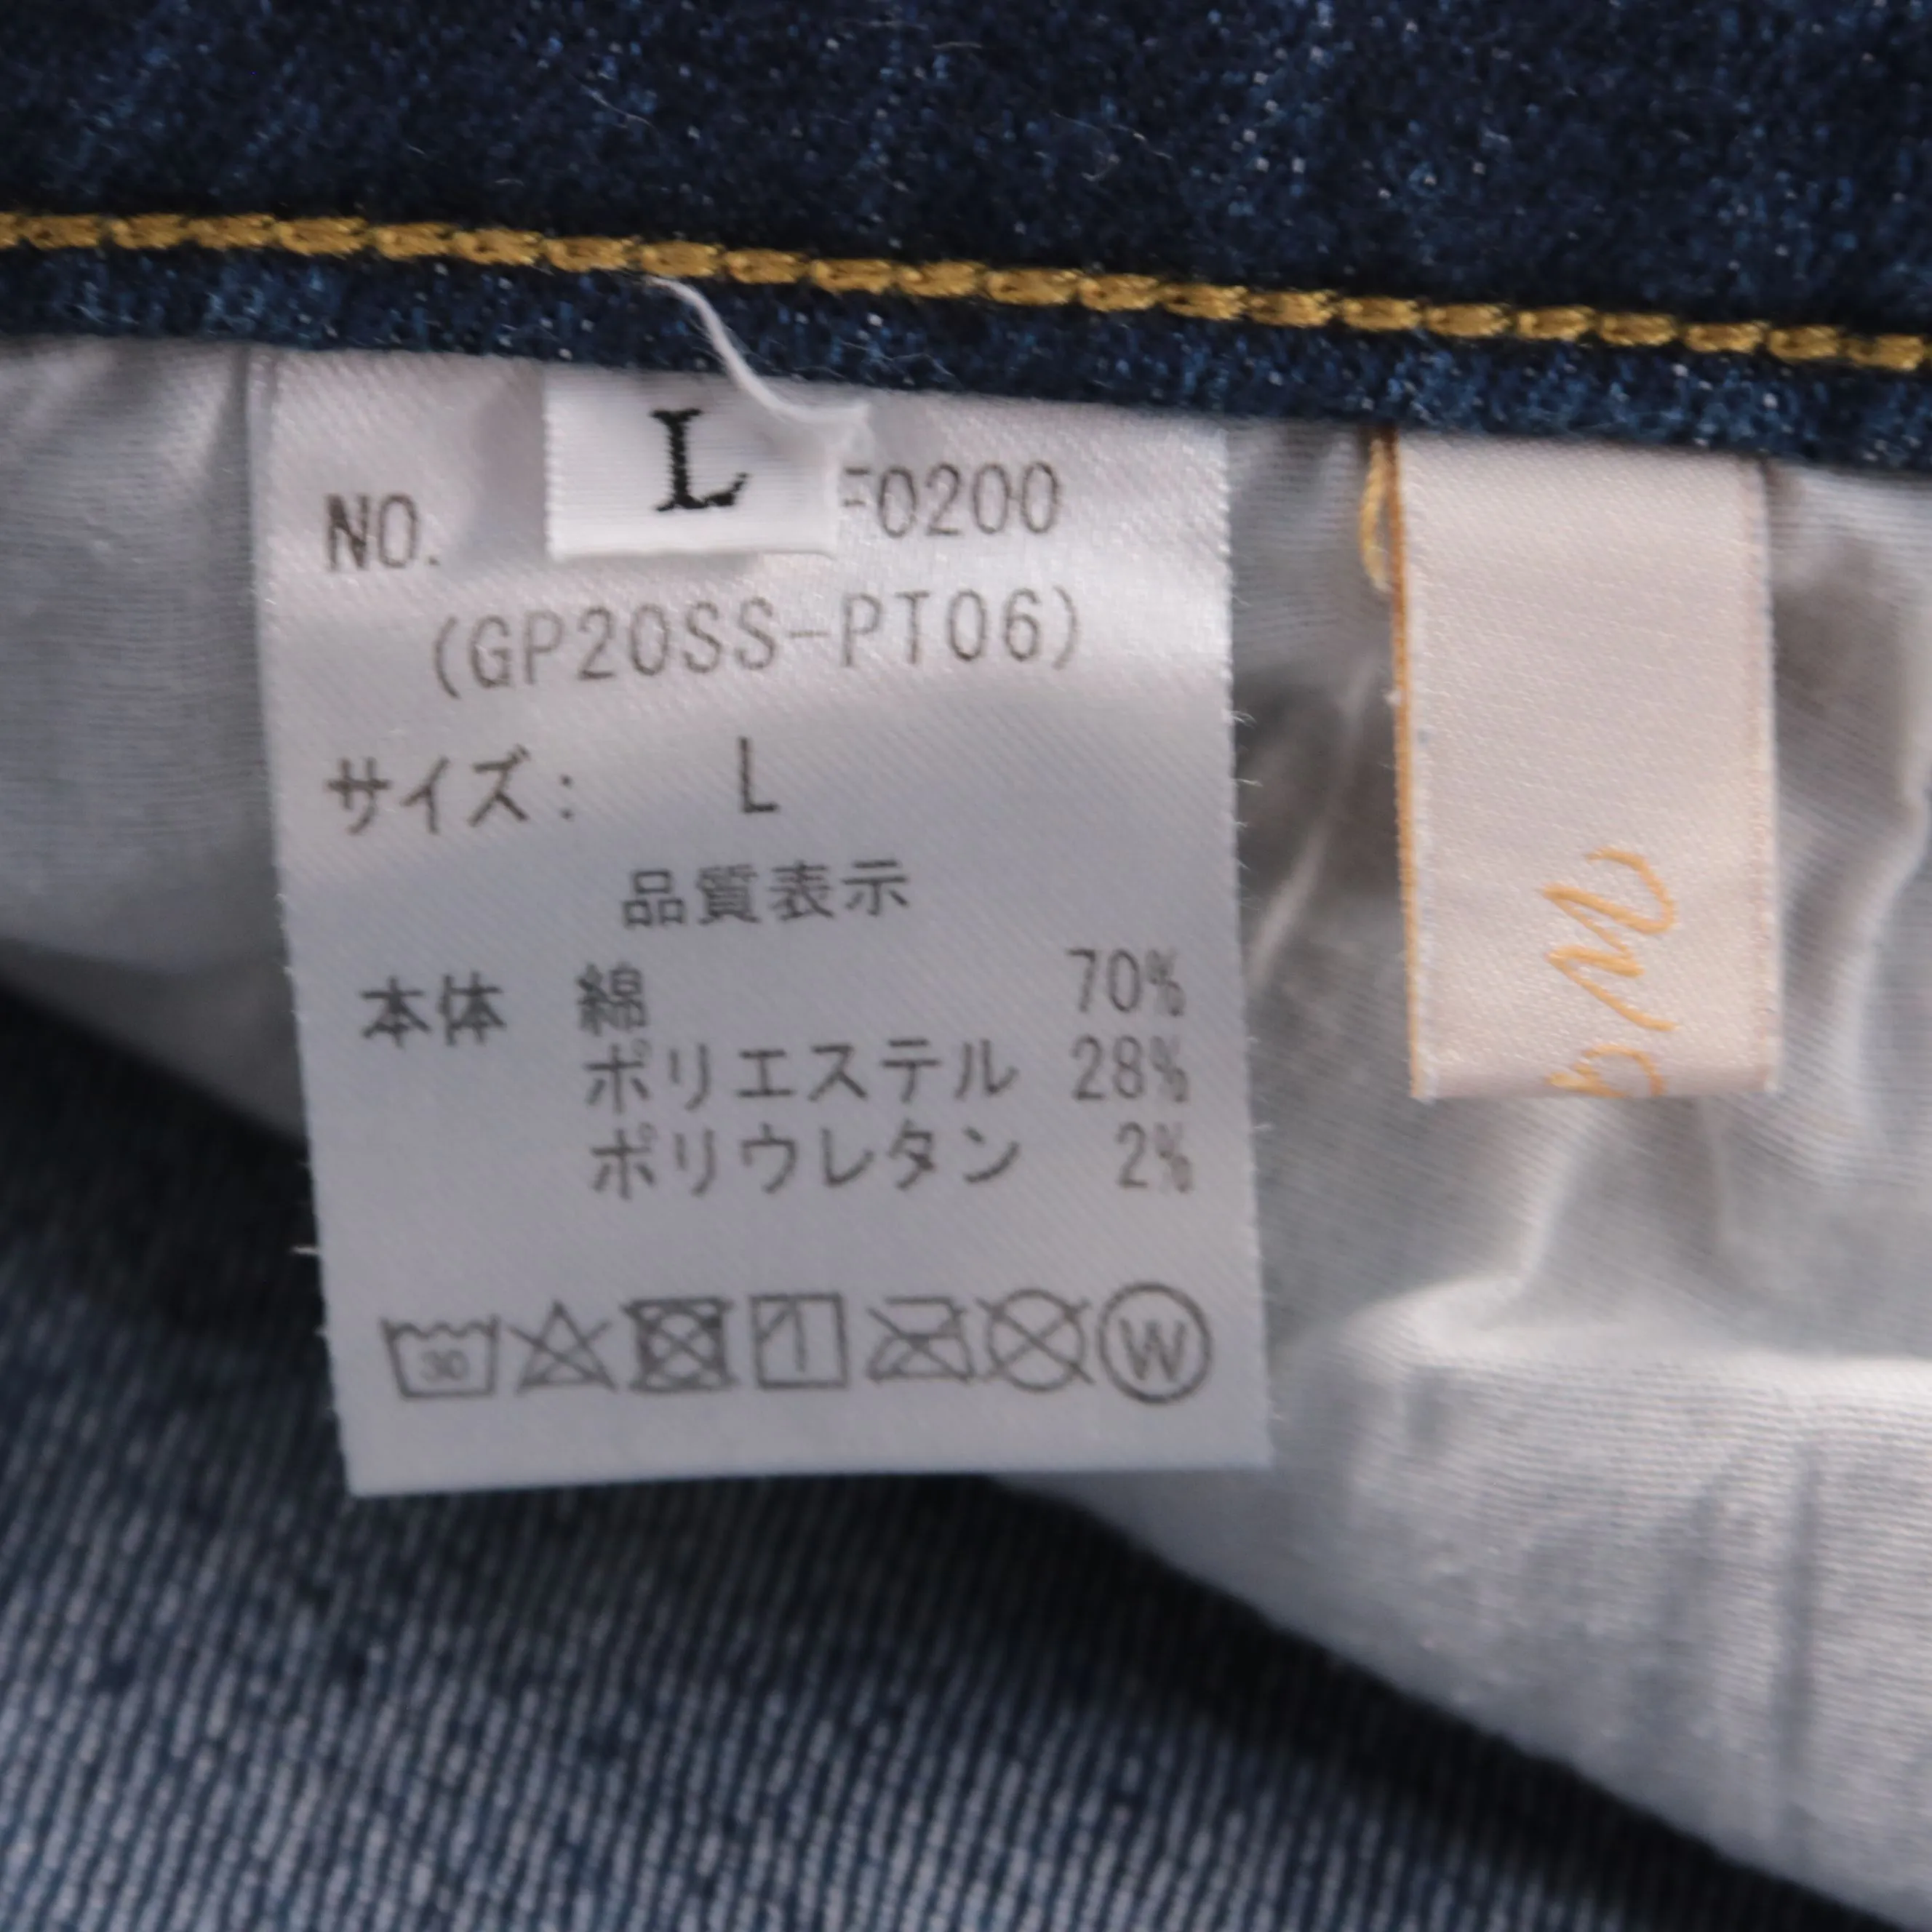 L
NO. F0200
(GP20SS-PT06)
サイズ: L
品質表示
本体 綿 70%
ポリエステル 28%
ポリウレタン 2%
30
W